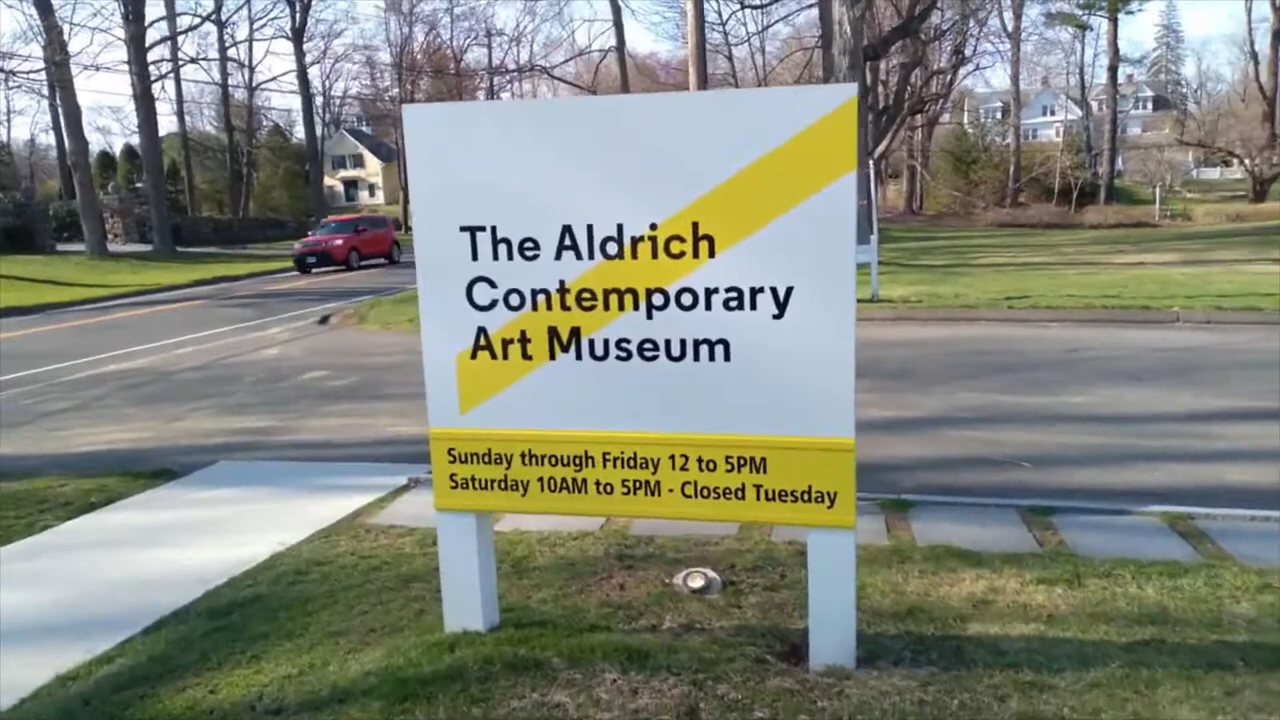 The Aldrich
Contemporary
Art Museum
Sunday through Friday 12 to 5PM
Saturday 10AM to 5PM - Closed Tuesday